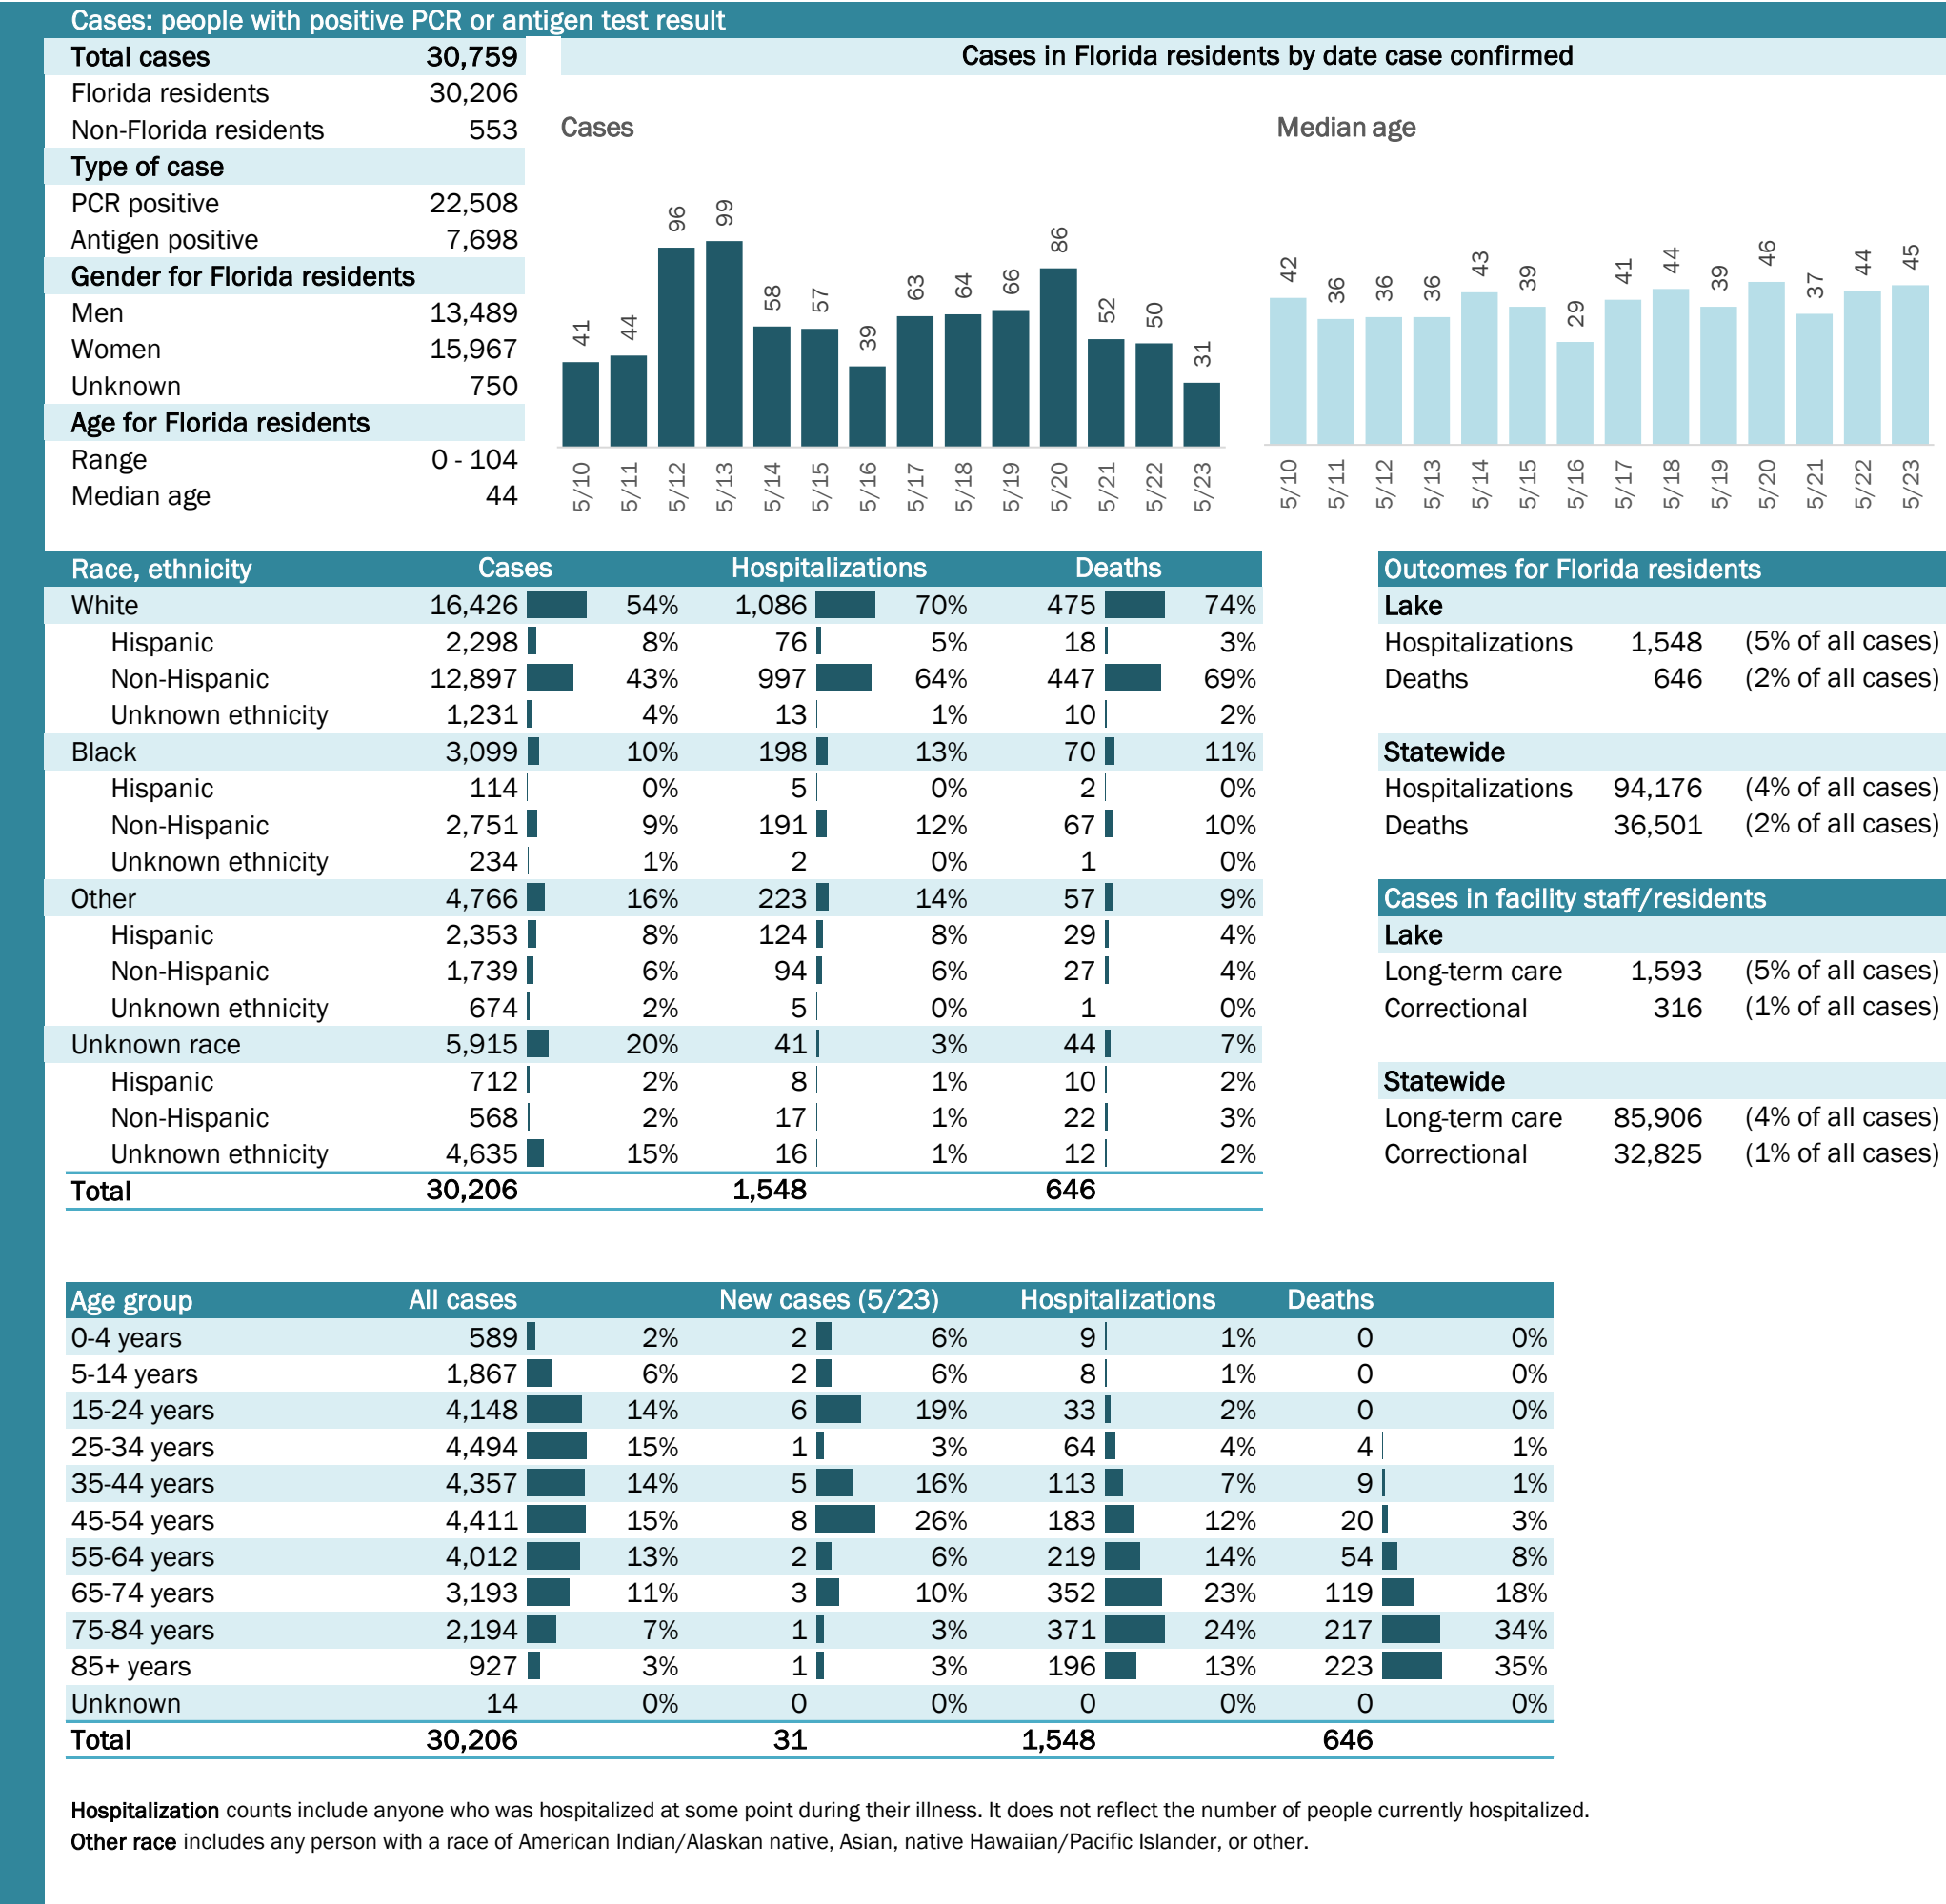 Cases: people with positive PCR or antigen test result
Total cases 30,759
Florida residents 30,206
Non-Florida residents 553
Type of case
PCR positive 22,508
Antigen positive 7,698
Gender for Florida residents
Men 13,489
Women 15,967
Unknown 750
Age for Florida residents
Range 0 - 104
Median age 44
Cases in Florida residents by date case confirmed
Cases
41 44 96 99 58 57 39 63 64 66 86 52 50 31
5/10 5/11 5/12 5/13 5/14 5/15 5/16 5/17 5/18 5/19 5/20 5/21 5/22 5/23
Median age
42 36 36 36 43 39 29 41 44 39 46 37 44 45
5/10 5/11 5/12 5/13 5/14 5/15 5/16 5/17 5/18 5/19 5/20 5/21 5/22 5/23
Race, ethnicity Cases Hospitalizations Deaths
White 16,426 54% 1,086 70% 475 74%
Hispanic 2,298 8% 76 5% 18 3%
Non-Hispanic 12,897 43% 997 64% 447 69%
Unknown ethnicity 1,231 4% 13 1% 10 2%
Black 3,099 10% 198 13% 70 11%
Hispanic 114 0% 5 0% 2 0%
Non-Hispanic 2,751 9% 191 12% 67 10%
Unknown ethnicity 234 1% 2 0% 1 0%
Other 4,766 16% 223 14% 57 9%
Hispanic 2,353 8% 124 8% 29 4%
Non-Hispanic 1,739 6% 94 6% 27 4%
Unknown ethnicity 674 2% 5 0% 1 0%
Unknown race 5,915 20% 41 3% 44 7%
Hispanic 712 2% 8 1% 10 2%
Non-Hispanic 568 2% 17 1% 22 3%
Unknown ethnicity 4,635 15% 16 1% 12 2%
Total 30,206 1,548 646
Outcomes for Florida residents
Lake
Hospitalizations 1,548 (5% of all cases)
Deaths 646 (2% of all cases)
Statewide
Hospitalizations 94,176 (4% of all cases)
Deaths 36,501 (2% of all cases)
Cases in facility staff/residents
Lake
Long-term care 1,593 (5% of all cases)
Correctional 316 (1% of all cases)
Statewide
Long-term care 85,906 (4% of all cases)
Correctional 32,825 (1% of all cases)
Age group All cases New cases (5/23) Hospitalizations Deaths
0-4 years 589 2% 2 6% 9 1% 0 0%
5-14 years 1,867 6% 2 6% 8 1% 0 0%
15-24 years 4,148 14% 6 19% 33 2% 0 0%
25-34 years 4,494 15% 1 3% 64 4% 4 1%
35-44 years 4,357 14% 5 16% 113 7% 9 1%
45-54 years 4,411 15% 8 26% 183 12% 20 3%
55-64 years 4,012 13% 2 6% 219 14% 54 8%
65-74 years 3,193 11% 3 10% 352 23% 119 18%
75-84 years 2,194 7% 1 3% 371 24% 217 34%
85+ years 927 3% 1 3% 196 13% 223 35%
Unknown 14 0% 0 0% 0 0% 0 0%
Total 30,206 31 1,548 646
Hospitalization counts include anyone who was hospitalized at some point during their illness. It does not reflect the number of people currently hospitalized.
Other race includes any person with a race of American Indian/Alaskan native, Asian, native Hawaiian/Pacific Islander, or other.